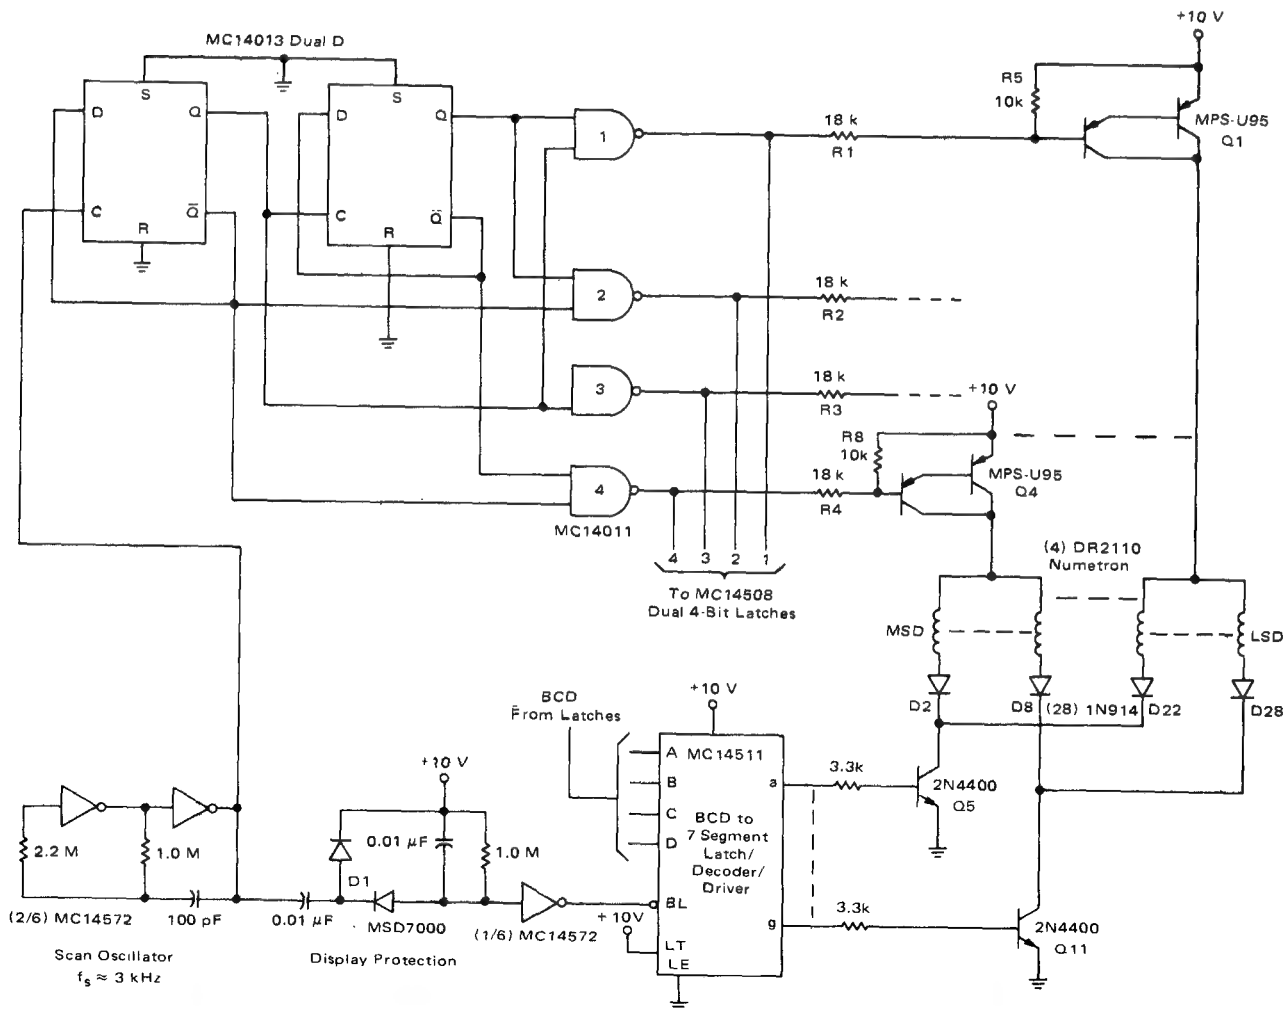 +10 V
MC14013 Dual D
S
D
Q
C
Q̅
R
S
D
Q
C
Q̅
R
1
2
3
4
MC14011
18 k
R1
18 k
R2
18 k
R3
18 k
R4
R5
10k
MPS-U95
Q1
+10 V
R8
10k
MPS-U95
Q4
4 3 2 1
To MC14508
Dual 4-Bit Latches
(4) DR2110
Numetron
MSD
LSD
D2
D8
(28) 1N914
D22
D28
BCD
From Latches
+10 V
A
B
C
D
MC14511
a
BCD to
7 Segment
Latch/
Decoder/
Driver
BL
g
LT
LE
+10V
3.3k
2N4400
Q5
3.3k
2N4400
Q11
2.2 M
1.0 M
100 pF
(2/6) MC14572
Scan Oscillator
fs ≈ 3 kHz
+10 V
0.01 µF
1.0 M
D1
0.01 µF
MSD7000
(1/6) MC14572
Display Protection